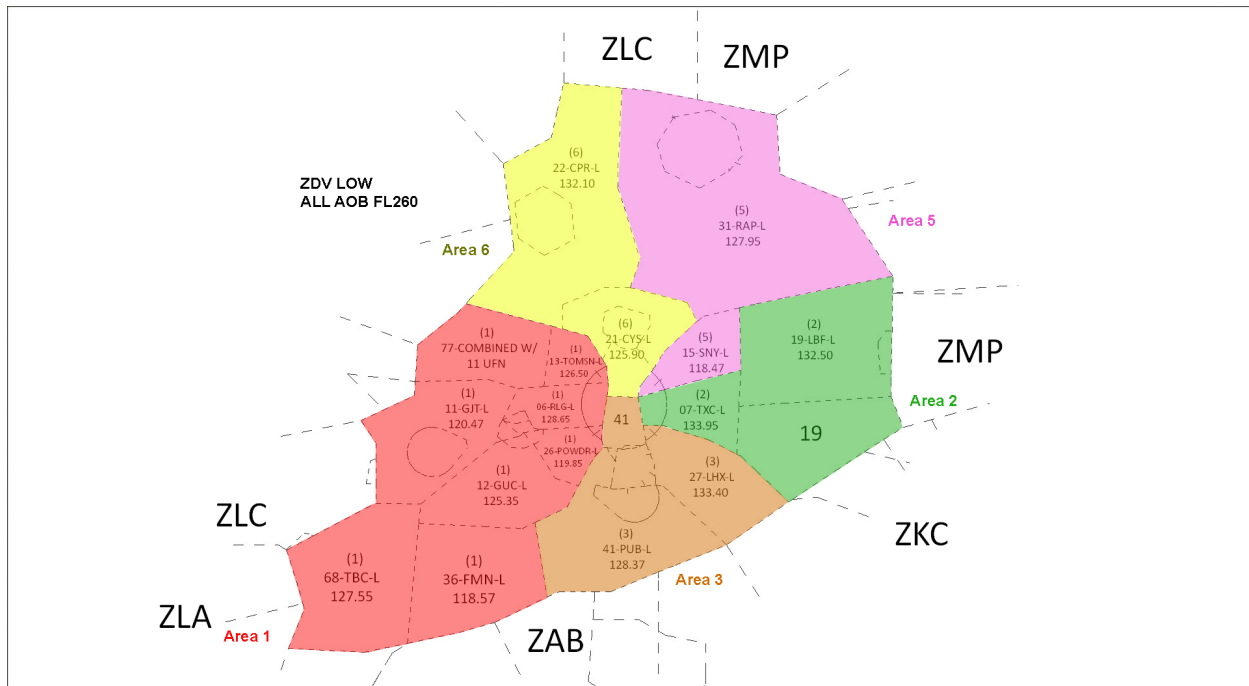 ZLC
ZMP
(6)
22-CPR-L
132.10
ZDV LOW
ALL AOB FL260
(5)
31-RAP-L
127.95
Area 5
Area 6
(6)
21-CYS-L
125.90
(5)
15-SNY-L
118.47
(2)
19-LBF-L
132.50
ZMP
(1)
77-COMBINED W/
11 UFN
(1)
13-TOMSN-L
126.50
(1)
11-GJT-L
120.47
(1)
06-RLG-L
128.65
41
(2)
07-TXC-L
133.95
Area 2
19
(1)
26-POWDR-L
119.85
(1)
12-GUC-L
125.35
(3)
27-LHX-L
133.40
ZLC
ZKC
(3)
41-PUB-L
128.37
(1)
68-TBC-L
127.55
(1)
36-FMN-L
118.57
Area 3
ZLA
Area 1
ZAB